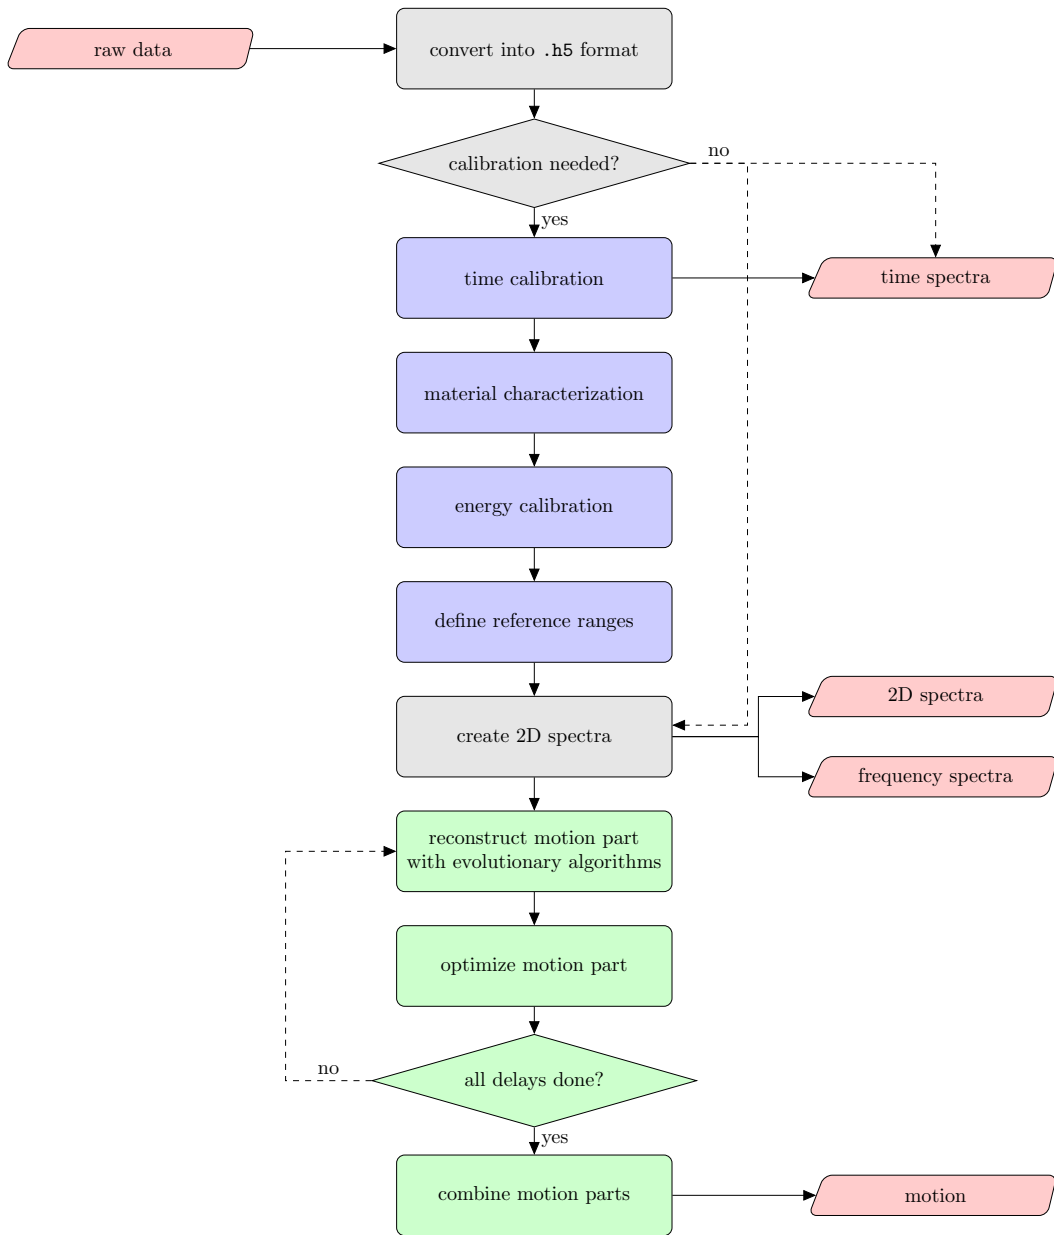 raw data
convert into .h5 format
calibration needed?
no
yes
time calibration
time spectra
material characterization
energy calibration
define reference ranges
2D spectra
create 2D spectra
frequency spectra
reconstruct motion part
with evolutionary algorithms
optimize motion part
no
all delays done?
yes
combine motion parts
motion